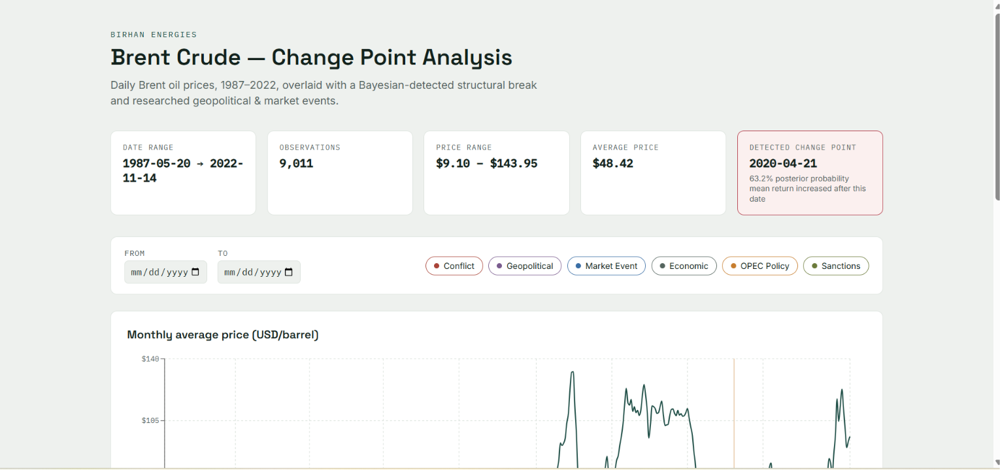 BIRHAN ENERGIES
Brent Crude — Change Point Analysis
Daily Brent oil prices, 1987–2022, overlaid with a Bayesian-detected structural break
and researched geopolitical & market events.
DATE RANGE
1987-05-20 → 2022-
11-14
OBSERVATIONS
9,011
PRICE RANGE
$9.10 – $143.95
AVERAGE PRICE
$48.42
DETECTED CHANGE POINT
2020-04-21
63.2% posterior probability
mean return increased after this
date
FROM
mm/dd/yyyy
TO
mm/dd/yyyy
Conflict
Geopolitical
Market Event
Economic
OPEC Policy
Sanctions
Monthly average price (USD/barrel)
$140
$105